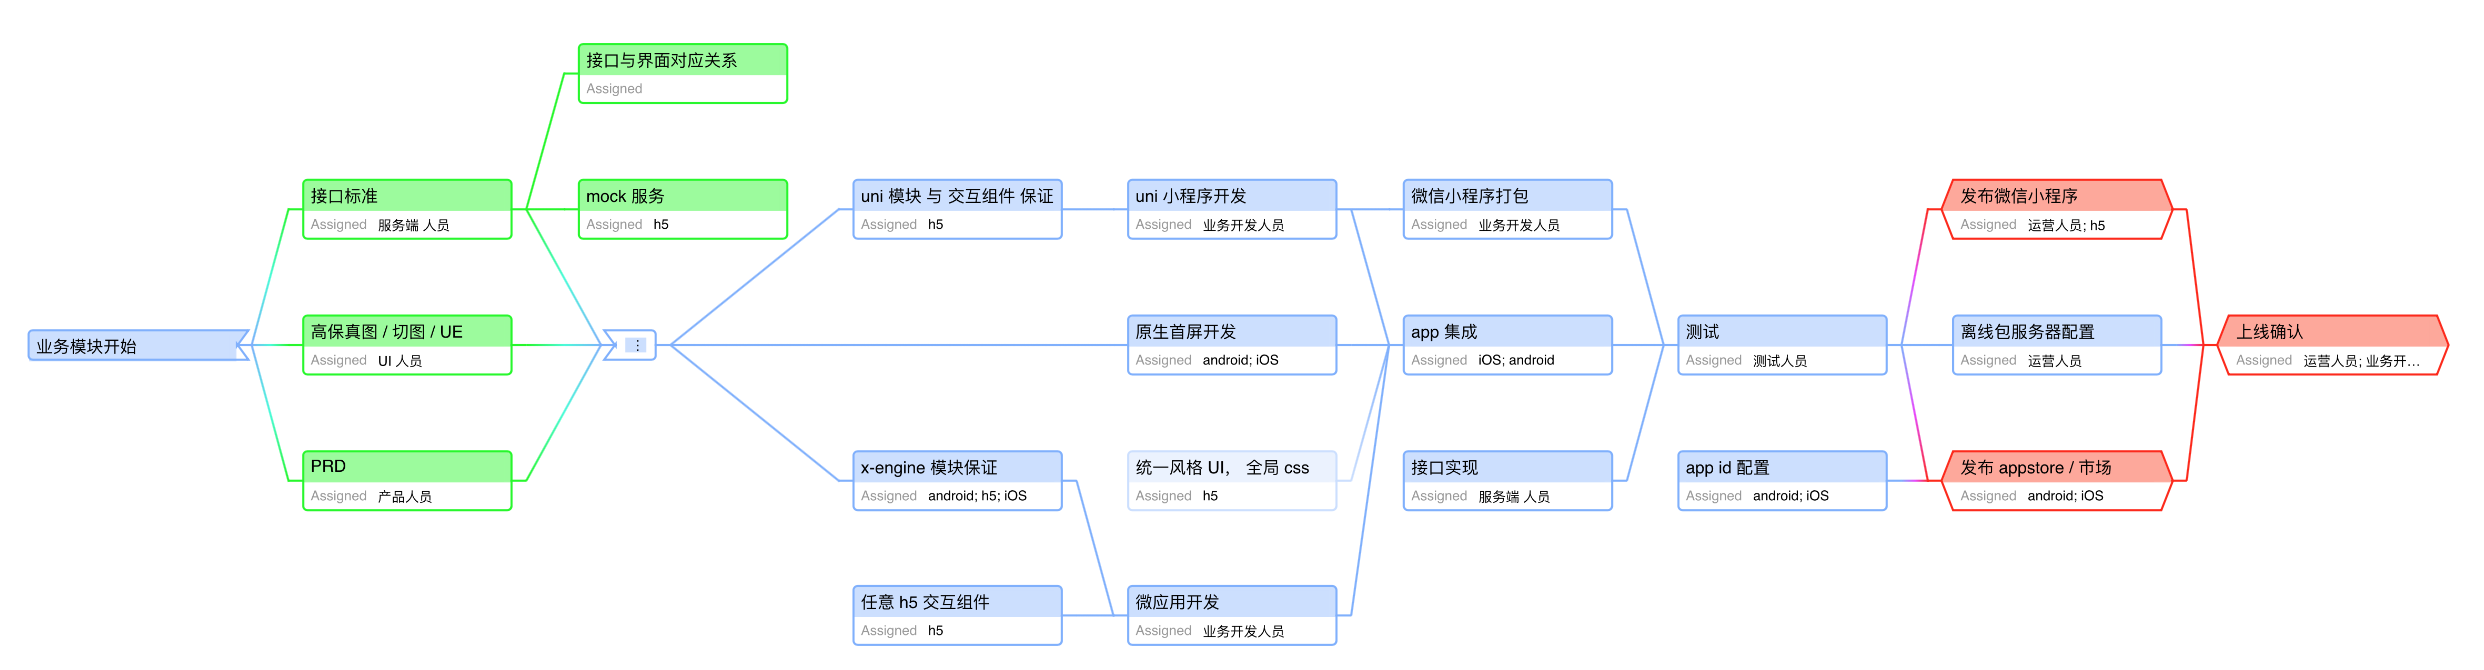 接口与界面对应关系
Assigned
接口标准
Assigned 服务端 人员
mock 服务
Assigned h5
uni 模块 与 交互组件 保证
Assigned h5
uni 小程序开发
Assigned 业务开发人员
微信小程序打包
Assigned 业务开发人员
发布微信小程序
Assigned 运营人员; h5
业务模块开始
高保真图 / 切图 / UE
Assigned UI 人员
⋮
原生首屏开发
Assigned android; iOS
app 集成
Assigned iOS; android
测试
Assigned 测试人员
离线包服务器配置
Assigned 运营人员
上线确认
Assigned 运营人员; 业务开…
PRD
Assigned 产品人员
x-engine 模块保证
Assigned android; h5; iOS
统一风格 UI， 全局 css
Assigned h5
接口实现
Assigned 服务端 人员
app id 配置
Assigned android; iOS
发布 appstore / 市场
Assigned android; iOS
任意 h5 交互组件
Assigned h5
微应用开发
Assigned 业务开发人员